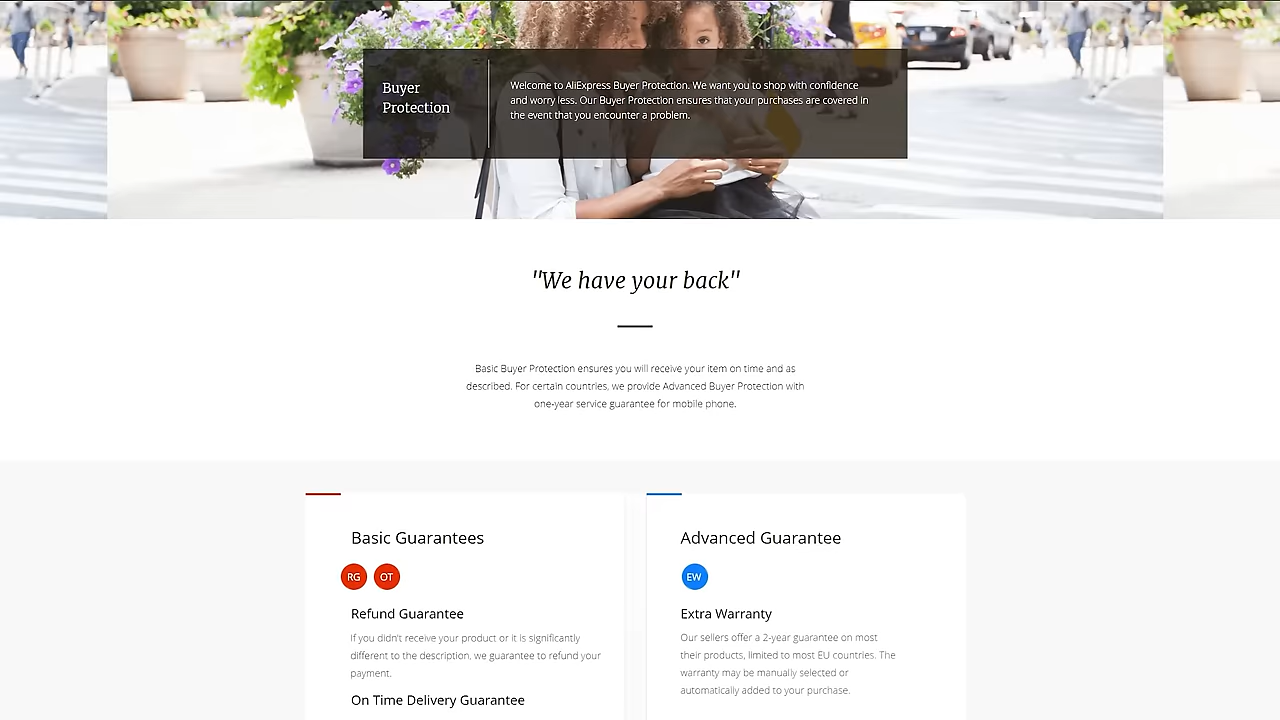 Buyer
Protection
Welcome to AliExpress Buyer Protection. We want you to shop with confidence
and worry less. Our Buyer Protection ensures that your purchases are covered in
the event that you encounter a problem.
"We have your back"
Basic Buyer Protection ensures you will receive your item on time and as
described. For certain countries, we provide Advanced Buyer Protection with
one-year service guarantee for mobile phone.
Basic Guarantees
RG OT
Refund Guarantee
If you didn't receive your product or it is significantly
different to the description, we guarantee to refund your
payment.
On Time Delivery Guarantee
Advanced Guarantee
EW
Extra Warranty
Our sellers offer a 2-year guarantee on most
their products, limited to most EU countries. The
warranty may be manually selected or
automatically added to your purchase.